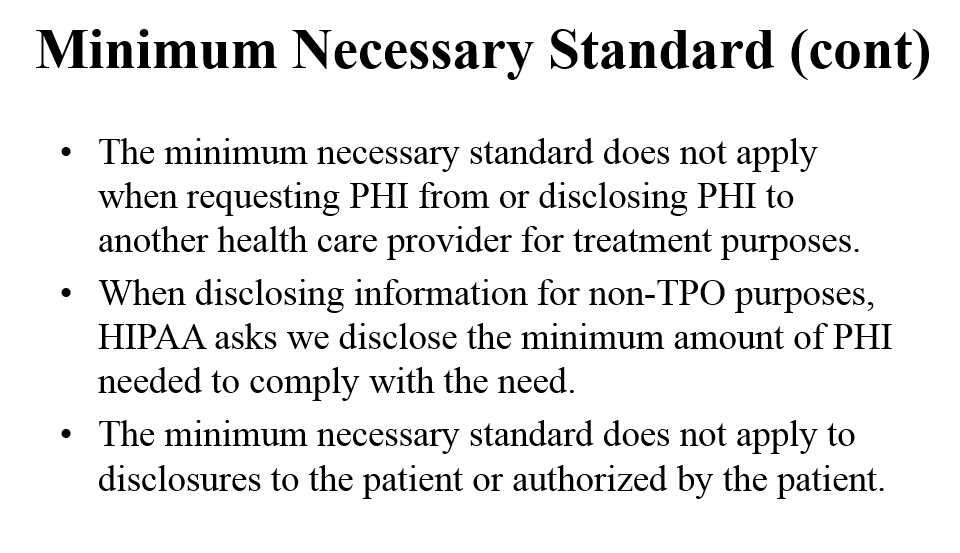 Minimum Necessary Standard (cont)
• The minimum necessary standard does not apply
when requesting PHI from or disclosing PHI to
another health care provider for treatment purposes.
• When disclosing information for non-TPO purposes,
HIPAA asks we disclose the minimum amount of PHI
needed to comply with the need.
• The minimum necessary standard does not apply to
disclosures to the patient or authorized by the patient.